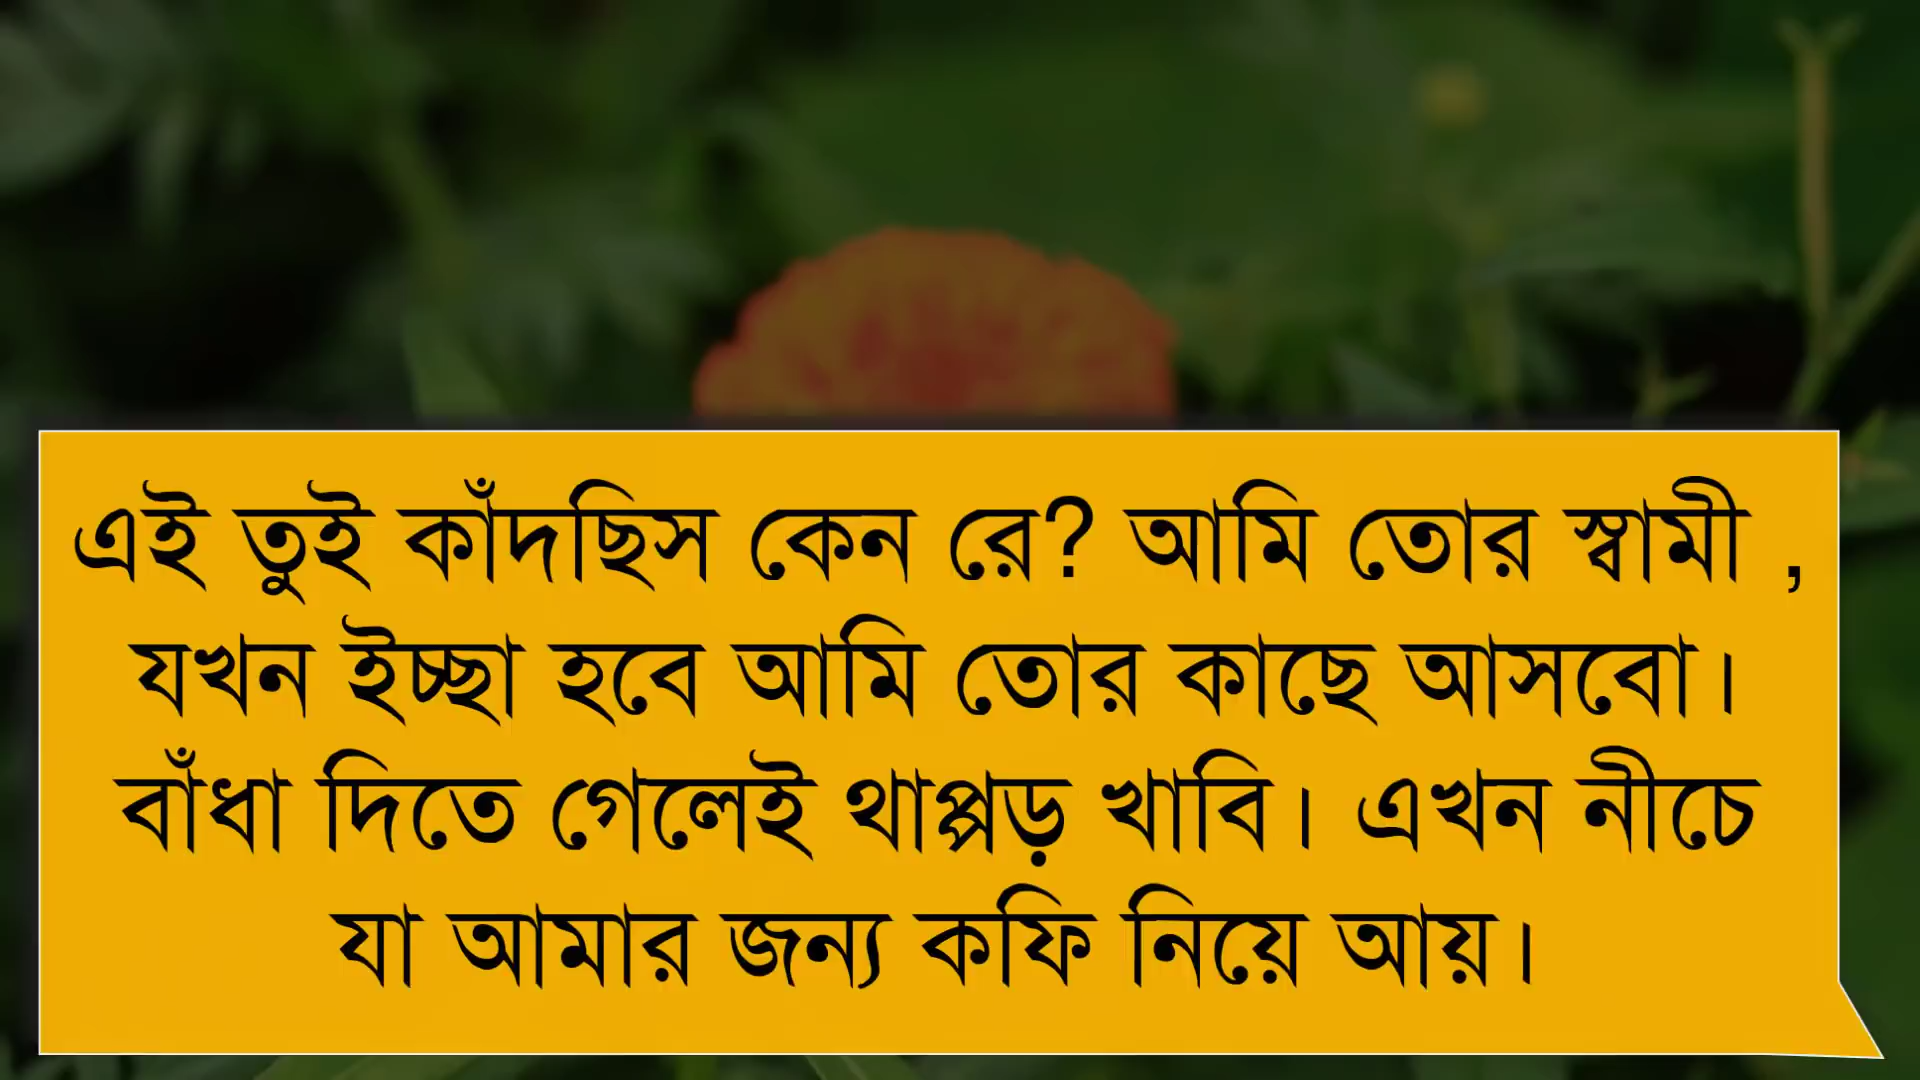 এই তুই কাঁদছিস কেন রে? আমি তোর স্বামী ,
যখন ইচ্ছা হবে আমি তোর কাছে আসবো।
বাঁধা দিতে গেলেই থাপ্পড় খাবি। এখন নীচে
যা আমার জন্য কফি নিয়ে আয়।